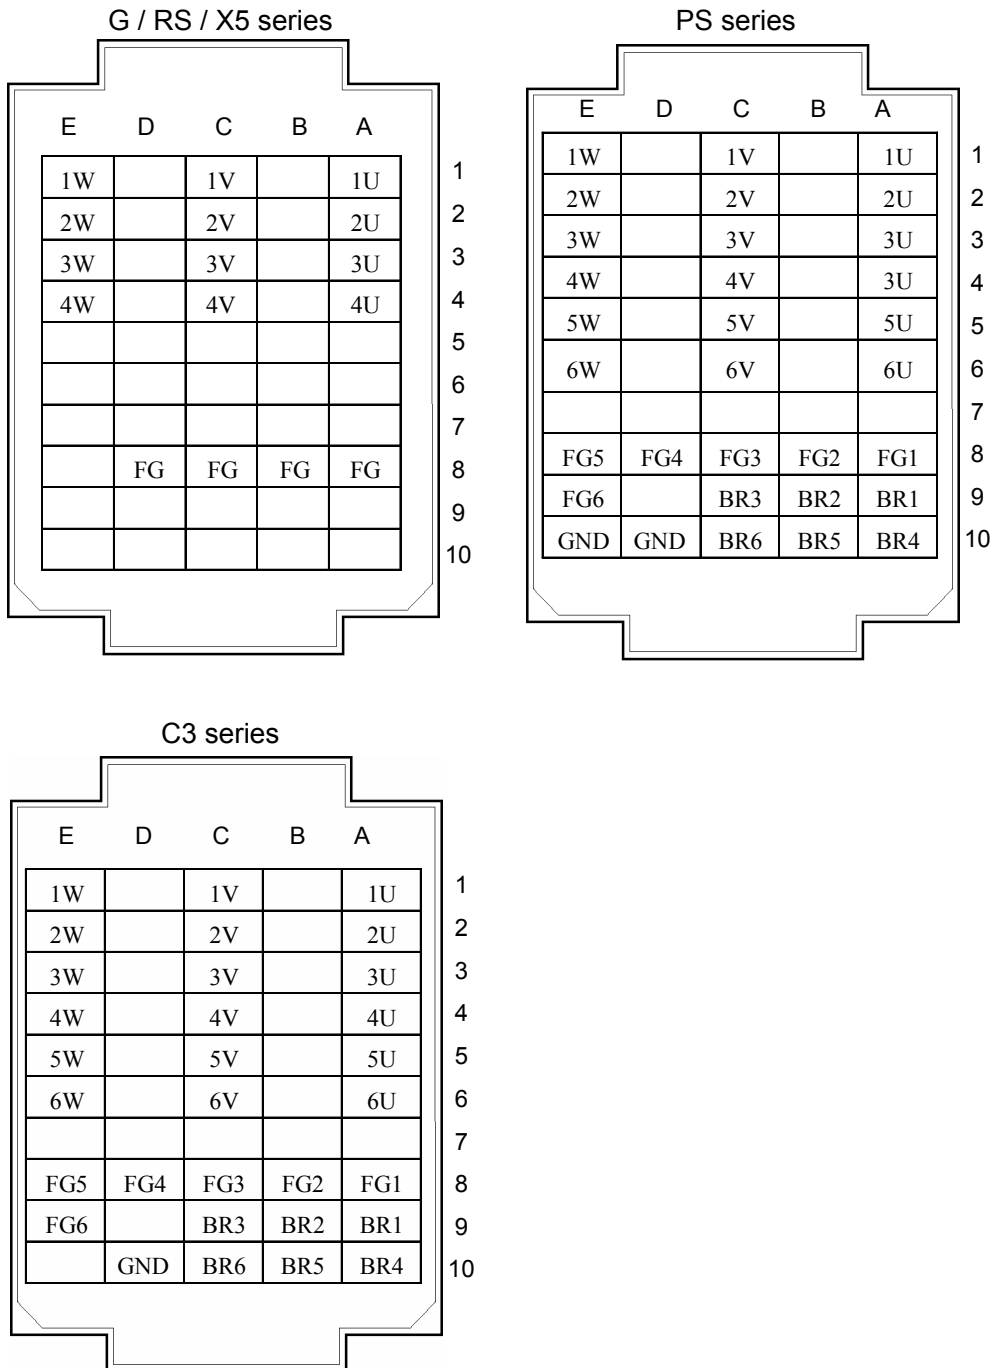 G / RS / X5 series
E D C B A
1W 1V 1U 1
2W 2V 2U 2
3W 3V 3U 3
4W 4V 4U 4
5
6
7
FG FG FG FG 8
9
10
PS series
E D C B A
1W 1V 1U 1
2W 2V 2U 2
3W 3V 3U 3
4W 4V 3U 4
5W 5V 5U 5
6W 6V 6U 6
7
FG5 FG4 FG3 FG2 FG1 8
FG6 BR3 BR2 BR1 9
GND GND BR6 BR5 BR4 10
C3 series
E D C B A
1W 1V 1U 1
2W 2V 2U 2
3W 3V 3U 3
4W 4V 4U 4
5W 5V 5U 5
6W 6V 6U 6
7
FG5 FG4 FG3 FG2 FG1 8
FG6 BR3 BR2 BR1 9
GND BR6 BR5 BR4 10